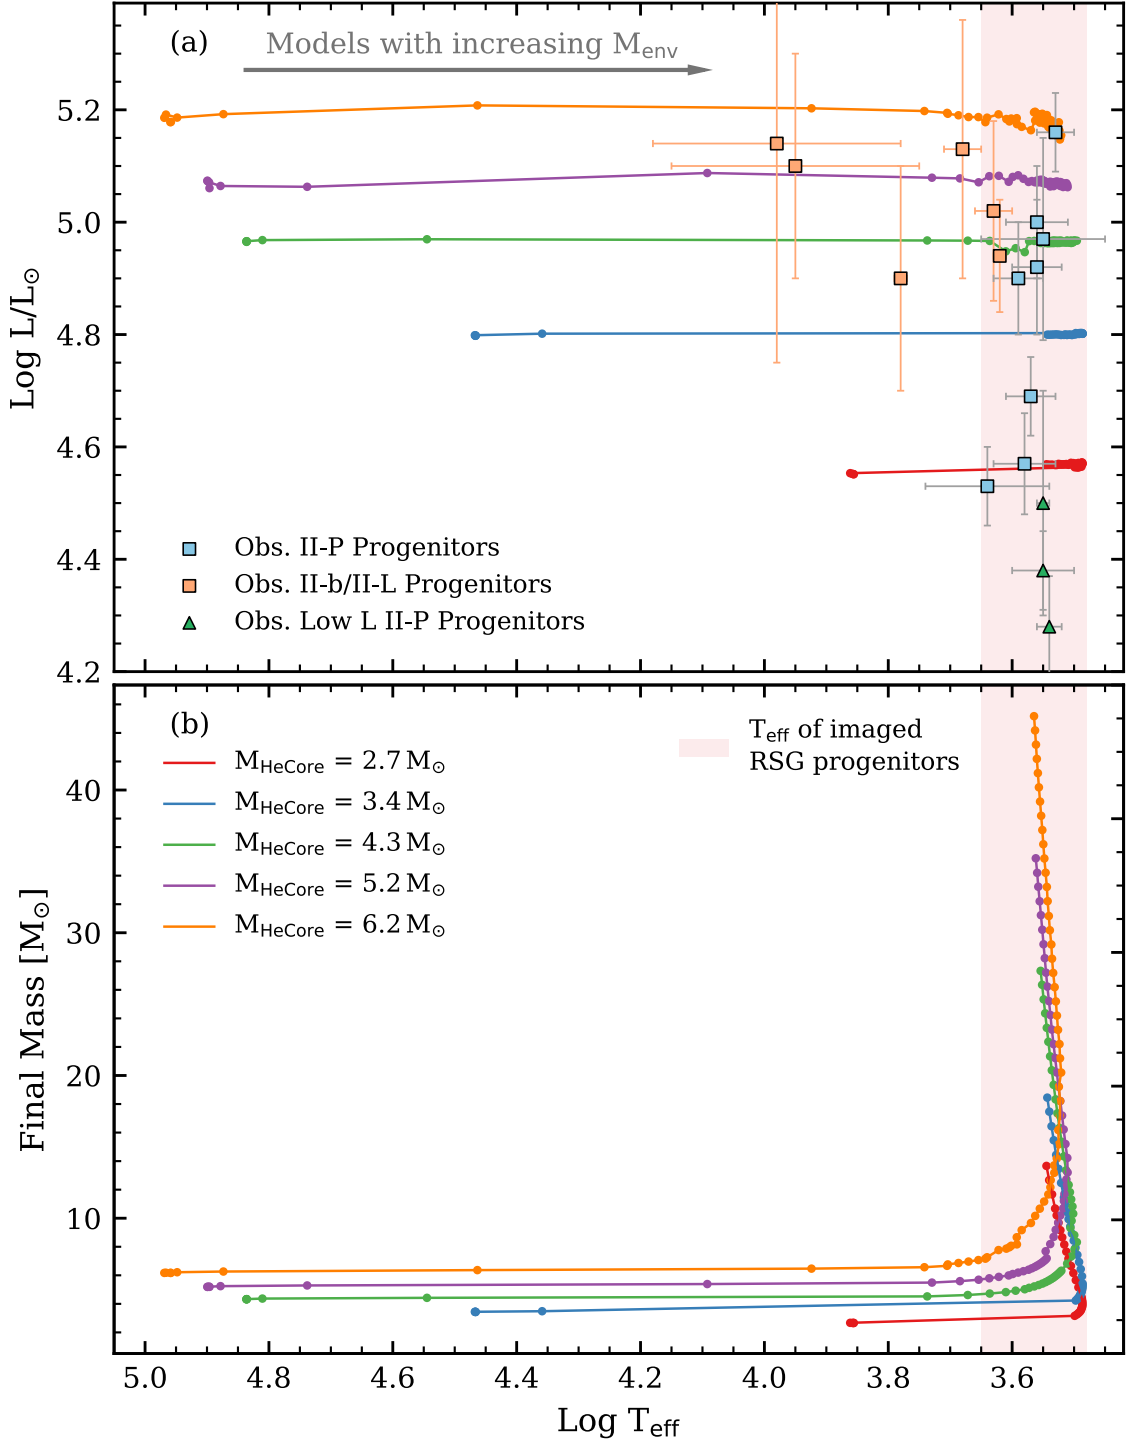 (a)
Models with increasing M_env
5.2
5.0
4.8
4.6
4.4
4.2
Log L/L⊙
Obs. II-P Progenitors
Obs. II-b/II-L Progenitors
Obs. Low L II-P Progenitors
(b)
T_eff of imaged
RSG progenitors
M_HeCore = 2.7 M⊙
M_HeCore = 3.4 M⊙
M_HeCore = 4.3 M⊙
M_HeCore = 5.2 M⊙
M_HeCore = 6.2 M⊙
40
30
20
10
Final Mass [M⊙]
5.0 4.8 4.6 4.4 4.2 4.0 3.8 3.6
Log T_eff